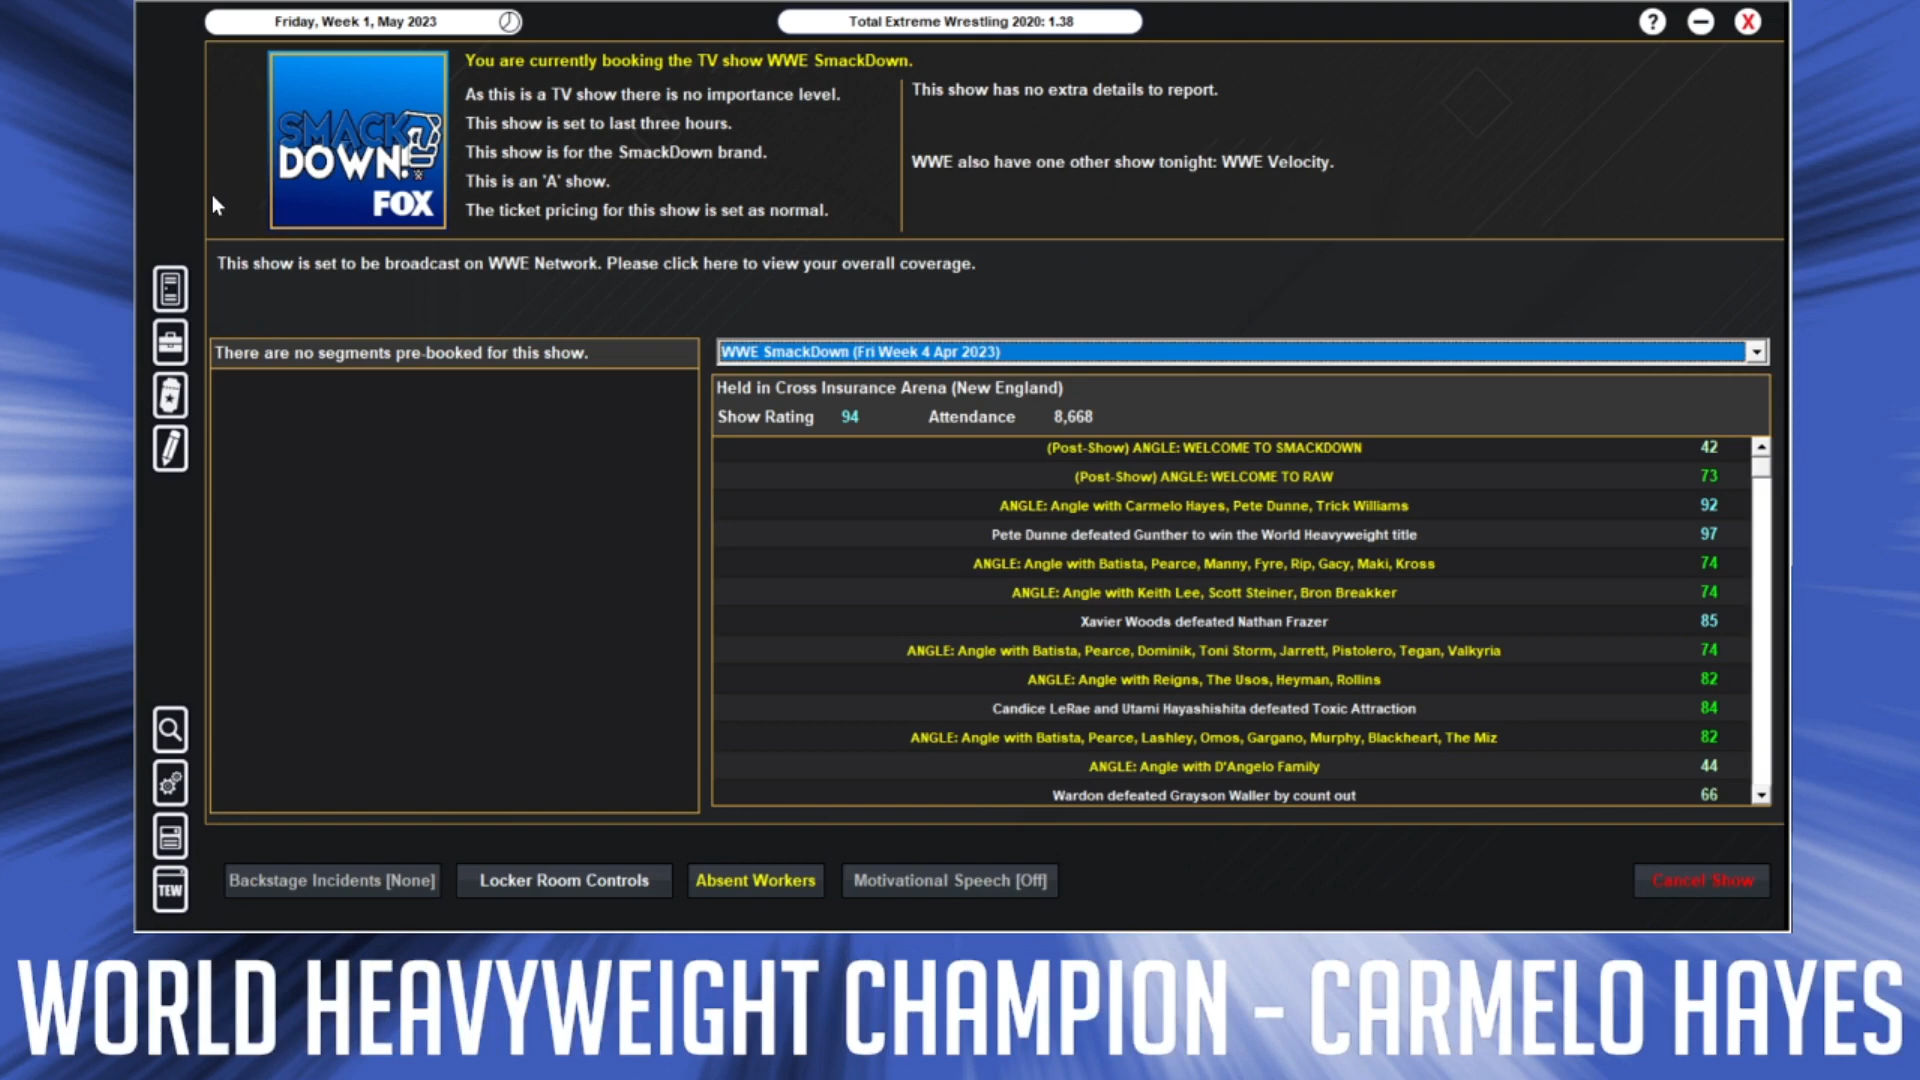 Friday, Week 1, May 2023
Total Extreme Wrestling 2020: 1.38
?
X
SMACK
DOWN!
FOX
You are currently booking the TV show WWE SmackDown.
As this is a TV show there is no importance level.
This show is set to last three hours.
This show is for the SmackDown brand.
This is an 'A' show.
The ticket pricing for this show is set as normal.
This show has no extra details to report.
WWE also have one other show tonight: WWE Velocity.
This show is set to be broadcast on WWE Network. Please click here to view your overall coverage.
There are no segments pre-booked for this show.
WWE SmackDown (Fri Week 4 Apr 2023)
Held in Cross Insurance Arena (New England)
Show Rating 94 Attendance 8,668
(Post-Show) ANGLE: WELCOME TO SMACKDOWN 42
(Post-Show) ANGLE: WELCOME TO RAW 73
ANGLE: Angle with Carmelo Hayes, Pete Dunne, Trick Williams 92
Pete Dunne defeated Gunther to win the World Heavyweight title 97
ANGLE: Angle with Batista, Pearce, Manny, Fyre, Rip, Gacy, Maki, Kross 74
ANGLE: Angle with Keith Lee, Scott Steiner, Bron Breakker 74
Xavier Woods defeated Nathan Frazer 85
ANGLE: Angle with Batista, Pearce, Dominik, Toni Storm, Jarrett, Pistolero, Tegan, Valkyria 74
ANGLE: Angle with Reigns, The Usos, Heyman, Rollins 82
Candice LeRae and Utami Hayashishita defeated Toxic Attraction 84
ANGLE: Angle with Batista, Pearce, Lashley, Omos, Gargano, Murphy, Blackheart, The Miz 82
ANGLE: Angle with D'Angelo Family 44
Wardon defeated Grayson Waller by count out 66
TEW
Backstage Incidents [None]
Locker Room Controls
Absent Workers
Motivational Speech [Off]
Cancel Show
WORLD HEAVYWEIGHT CHAMPION - CARMELO HAYES